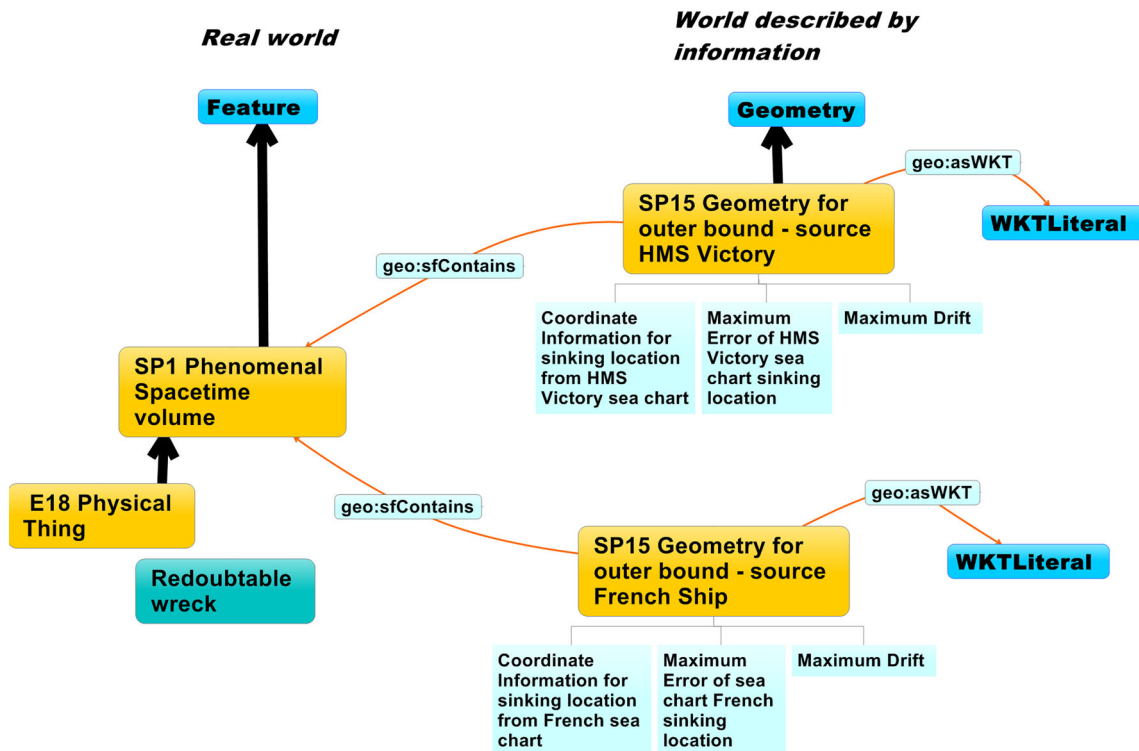 Real world
World described by
information
Feature
Geometry
geo:asWKT
SP15 Geometry for
outer bound - source
HMS Victory
WKTLiteral
geo:sfContains
Coordinate
Information for
sinking location
from HMS
Victory sea chart
Maximum
Error of HMS
Victory sea
chart sinking
location
Maximum Drift
SP1 Phenomenal
Spacetime
volume
E18 Physical
Thing
geo:sfContains
geo:asWKT
SP15 Geometry for
outer bound - source
French Ship
WKTLiteral
Redoubtable
wreck
Coordinate
Information for
sinking location
from French sea
chart
Maximum
Error of sea
chart French
sinking
location
Maximum Drift